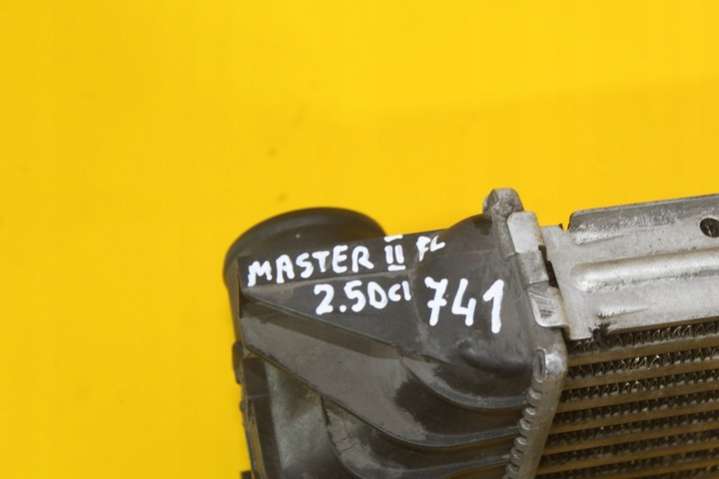 MASTER II FL
2.5DCI 741